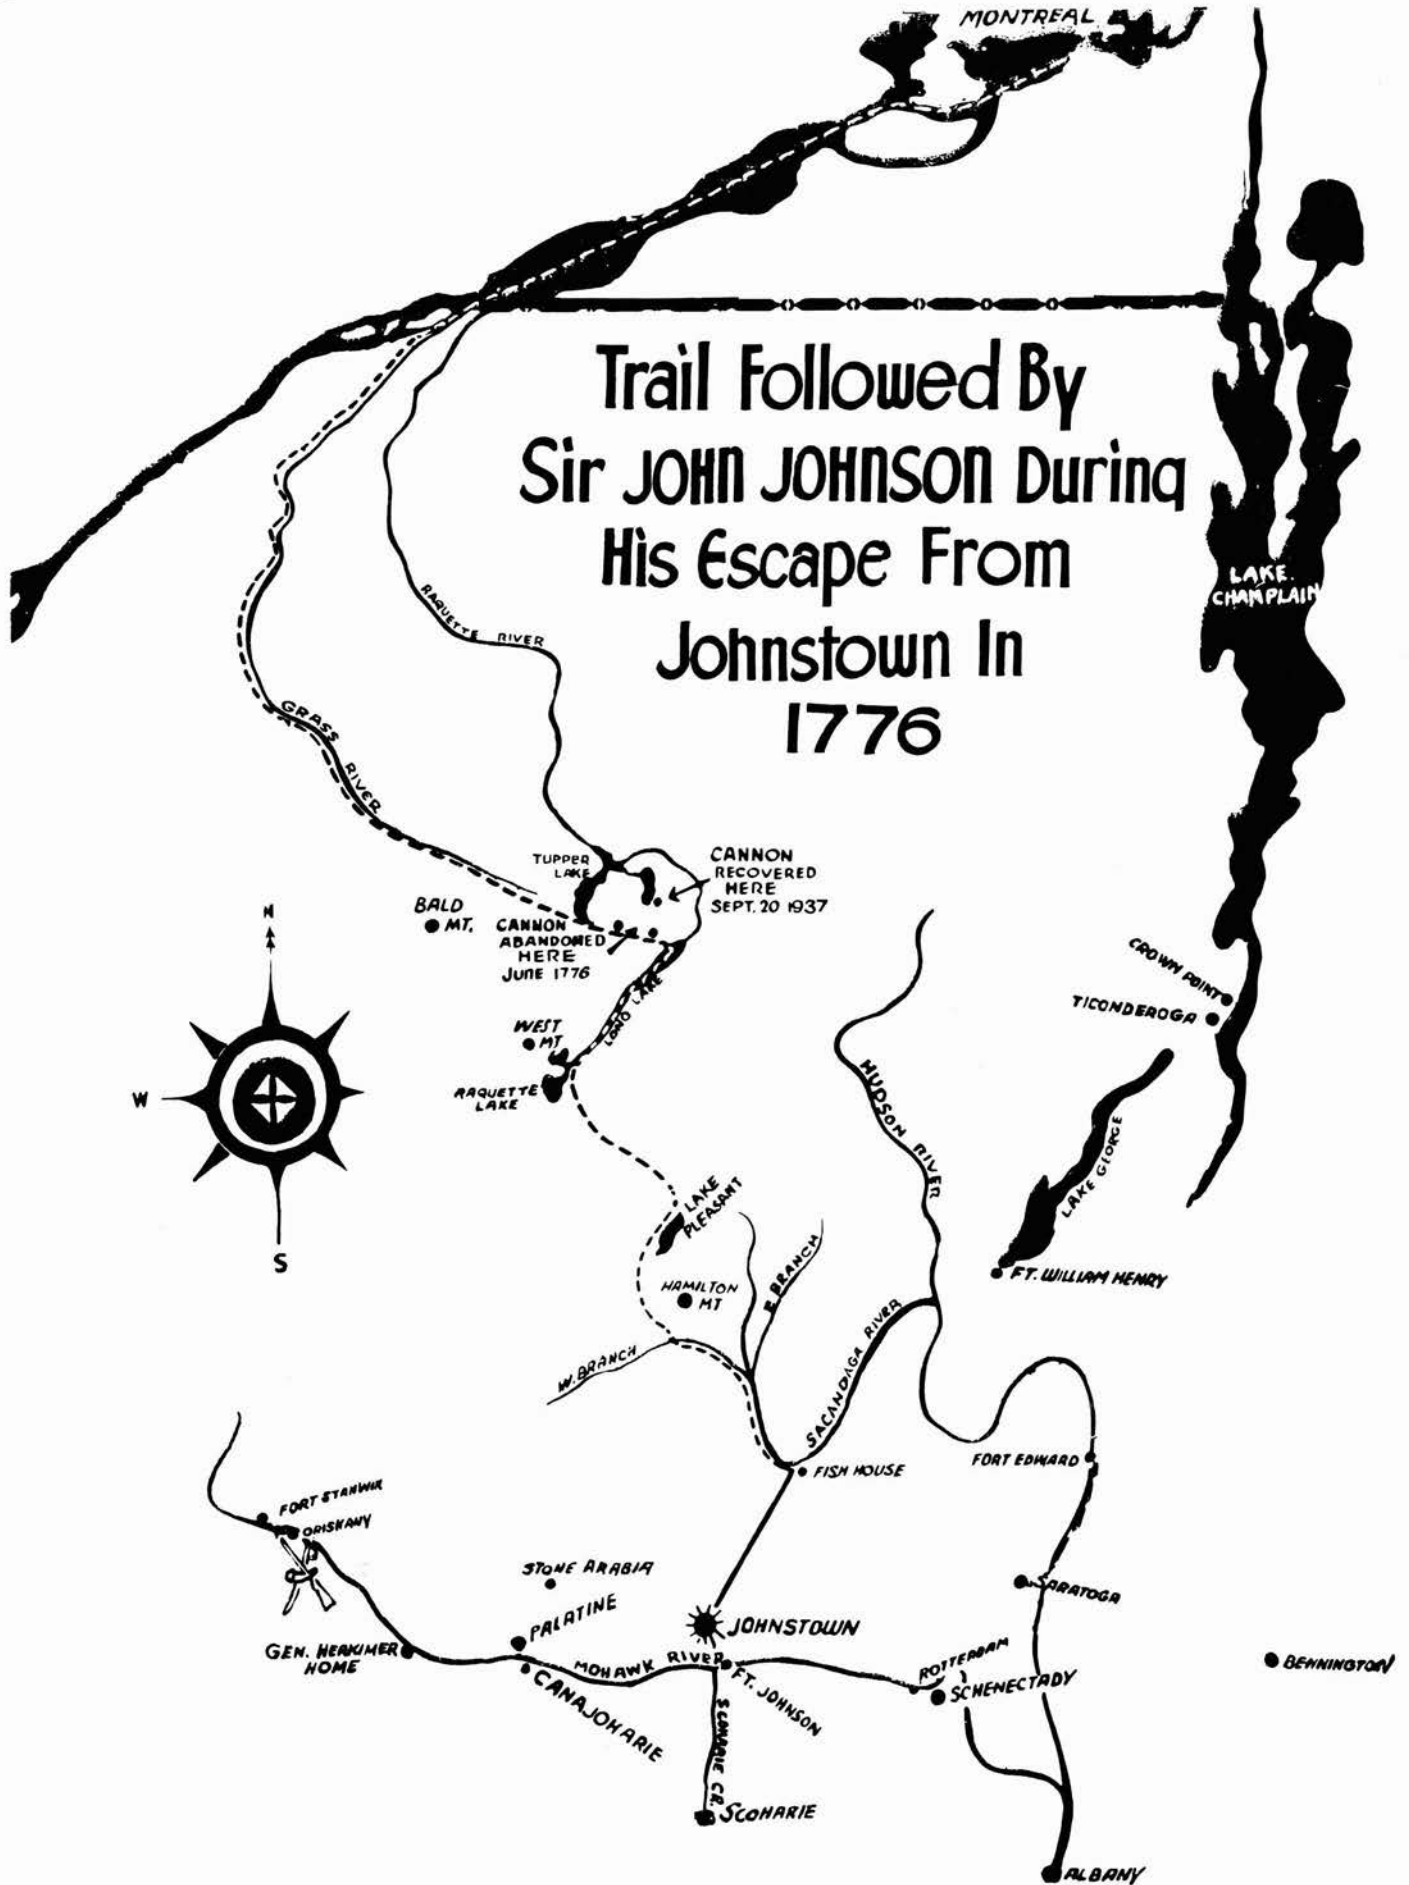 MONTREAL
Trail Followed By
Sir JOHN JOHNSON During
His Escape From
Johnstown In
1776
LAKE
CHAMPLAIN
RAQUETTE RIVER
GRASS RIVER
TUPPER
LAKE
CANNON
RECOVERED
HERE
SEPT. 20 1937
BALD
MT.
CANNON
ABANDONED
HERE
JUNE 1776
N
W
S
LONG LAKE
WEST
MT
RAQUETTE
LAKE
CROWN POINT
TICONDEROGA
HUDSON RIVER
LAKE GEORGE
LAKE
PLEASANT
FT. WILLIAM HENRY
HAMILTON
MT
E BRANCH
W. BRANCH
SACANDAGA RIVER
FISH HOUSE
FORT EDWARD
FORT STANWIX
ORISKANY
STONE ARABIA
PALATINE
JOHNSTOWN
SARATOGA
GEN. HERKIMER
HOME
MOHAWK RIVER
FT. JOHNSON
CANAJOHARIE
ROTTERDAM
SCHENECTADY
BENNINGTON
SCOHARIE CR.
SCOHARIE
ALBANY